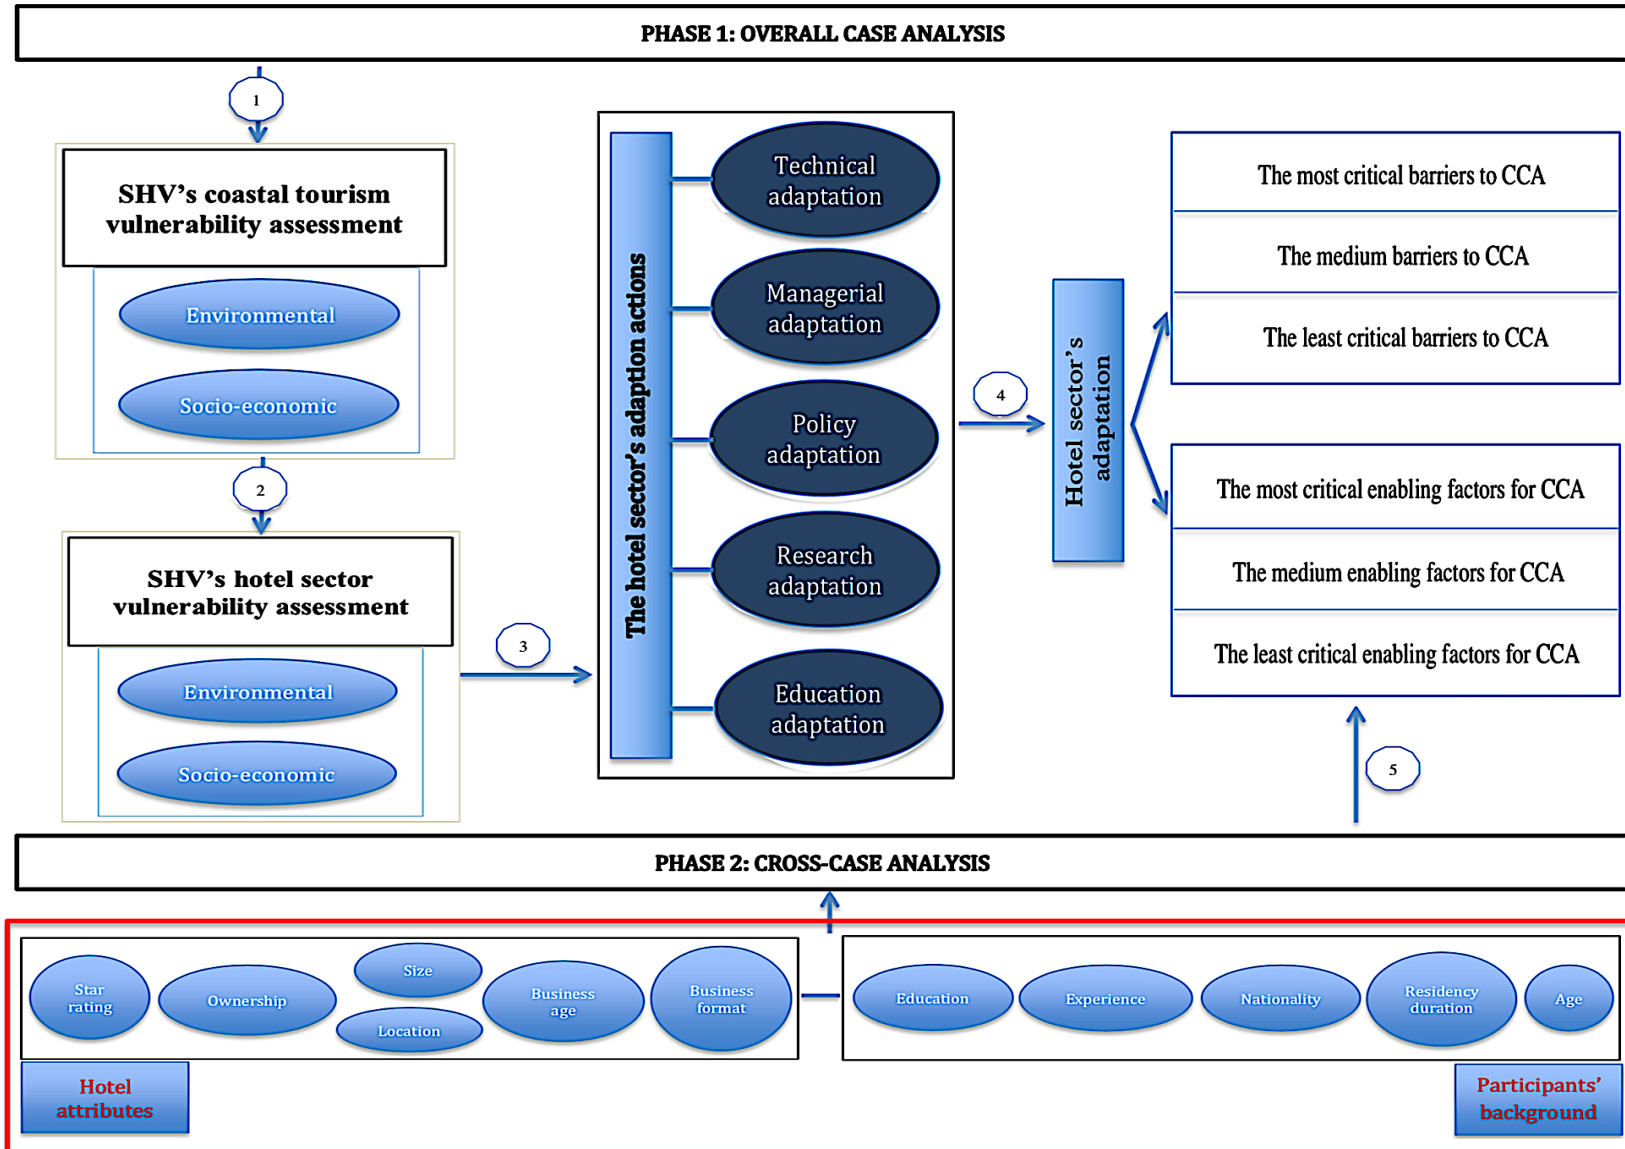 PHASE 1: OVERALL CASE ANALYSIS
1
SHV's coastal tourism
vulnerability assessment
Environmental
Socio-economic
2
SHV's hotel sector
vulnerability assessment
Environmental
Socio-economic
3
The hotel sector's adaption actions
Technical
adaptation
Managerial
adaptation
Policy
adaptation
Research
adaptation
Education
adaptation
4
Hotel sector's
adaptation
The most critical barriers to CCA
The medium barriers to CCA
The least critical barriers to CCA
The most critical enabling factors for CCA
The medium enabling factors for CCA
The least critical enabling factors for CCA
5
PHASE 2: CROSS-CASE ANALYSIS
Star
rating
Ownership
Size
Location
Business
age
Business
format
Education
Experience
Nationality
Residency
duration
Age
Hotel
attributes
Participants'
background